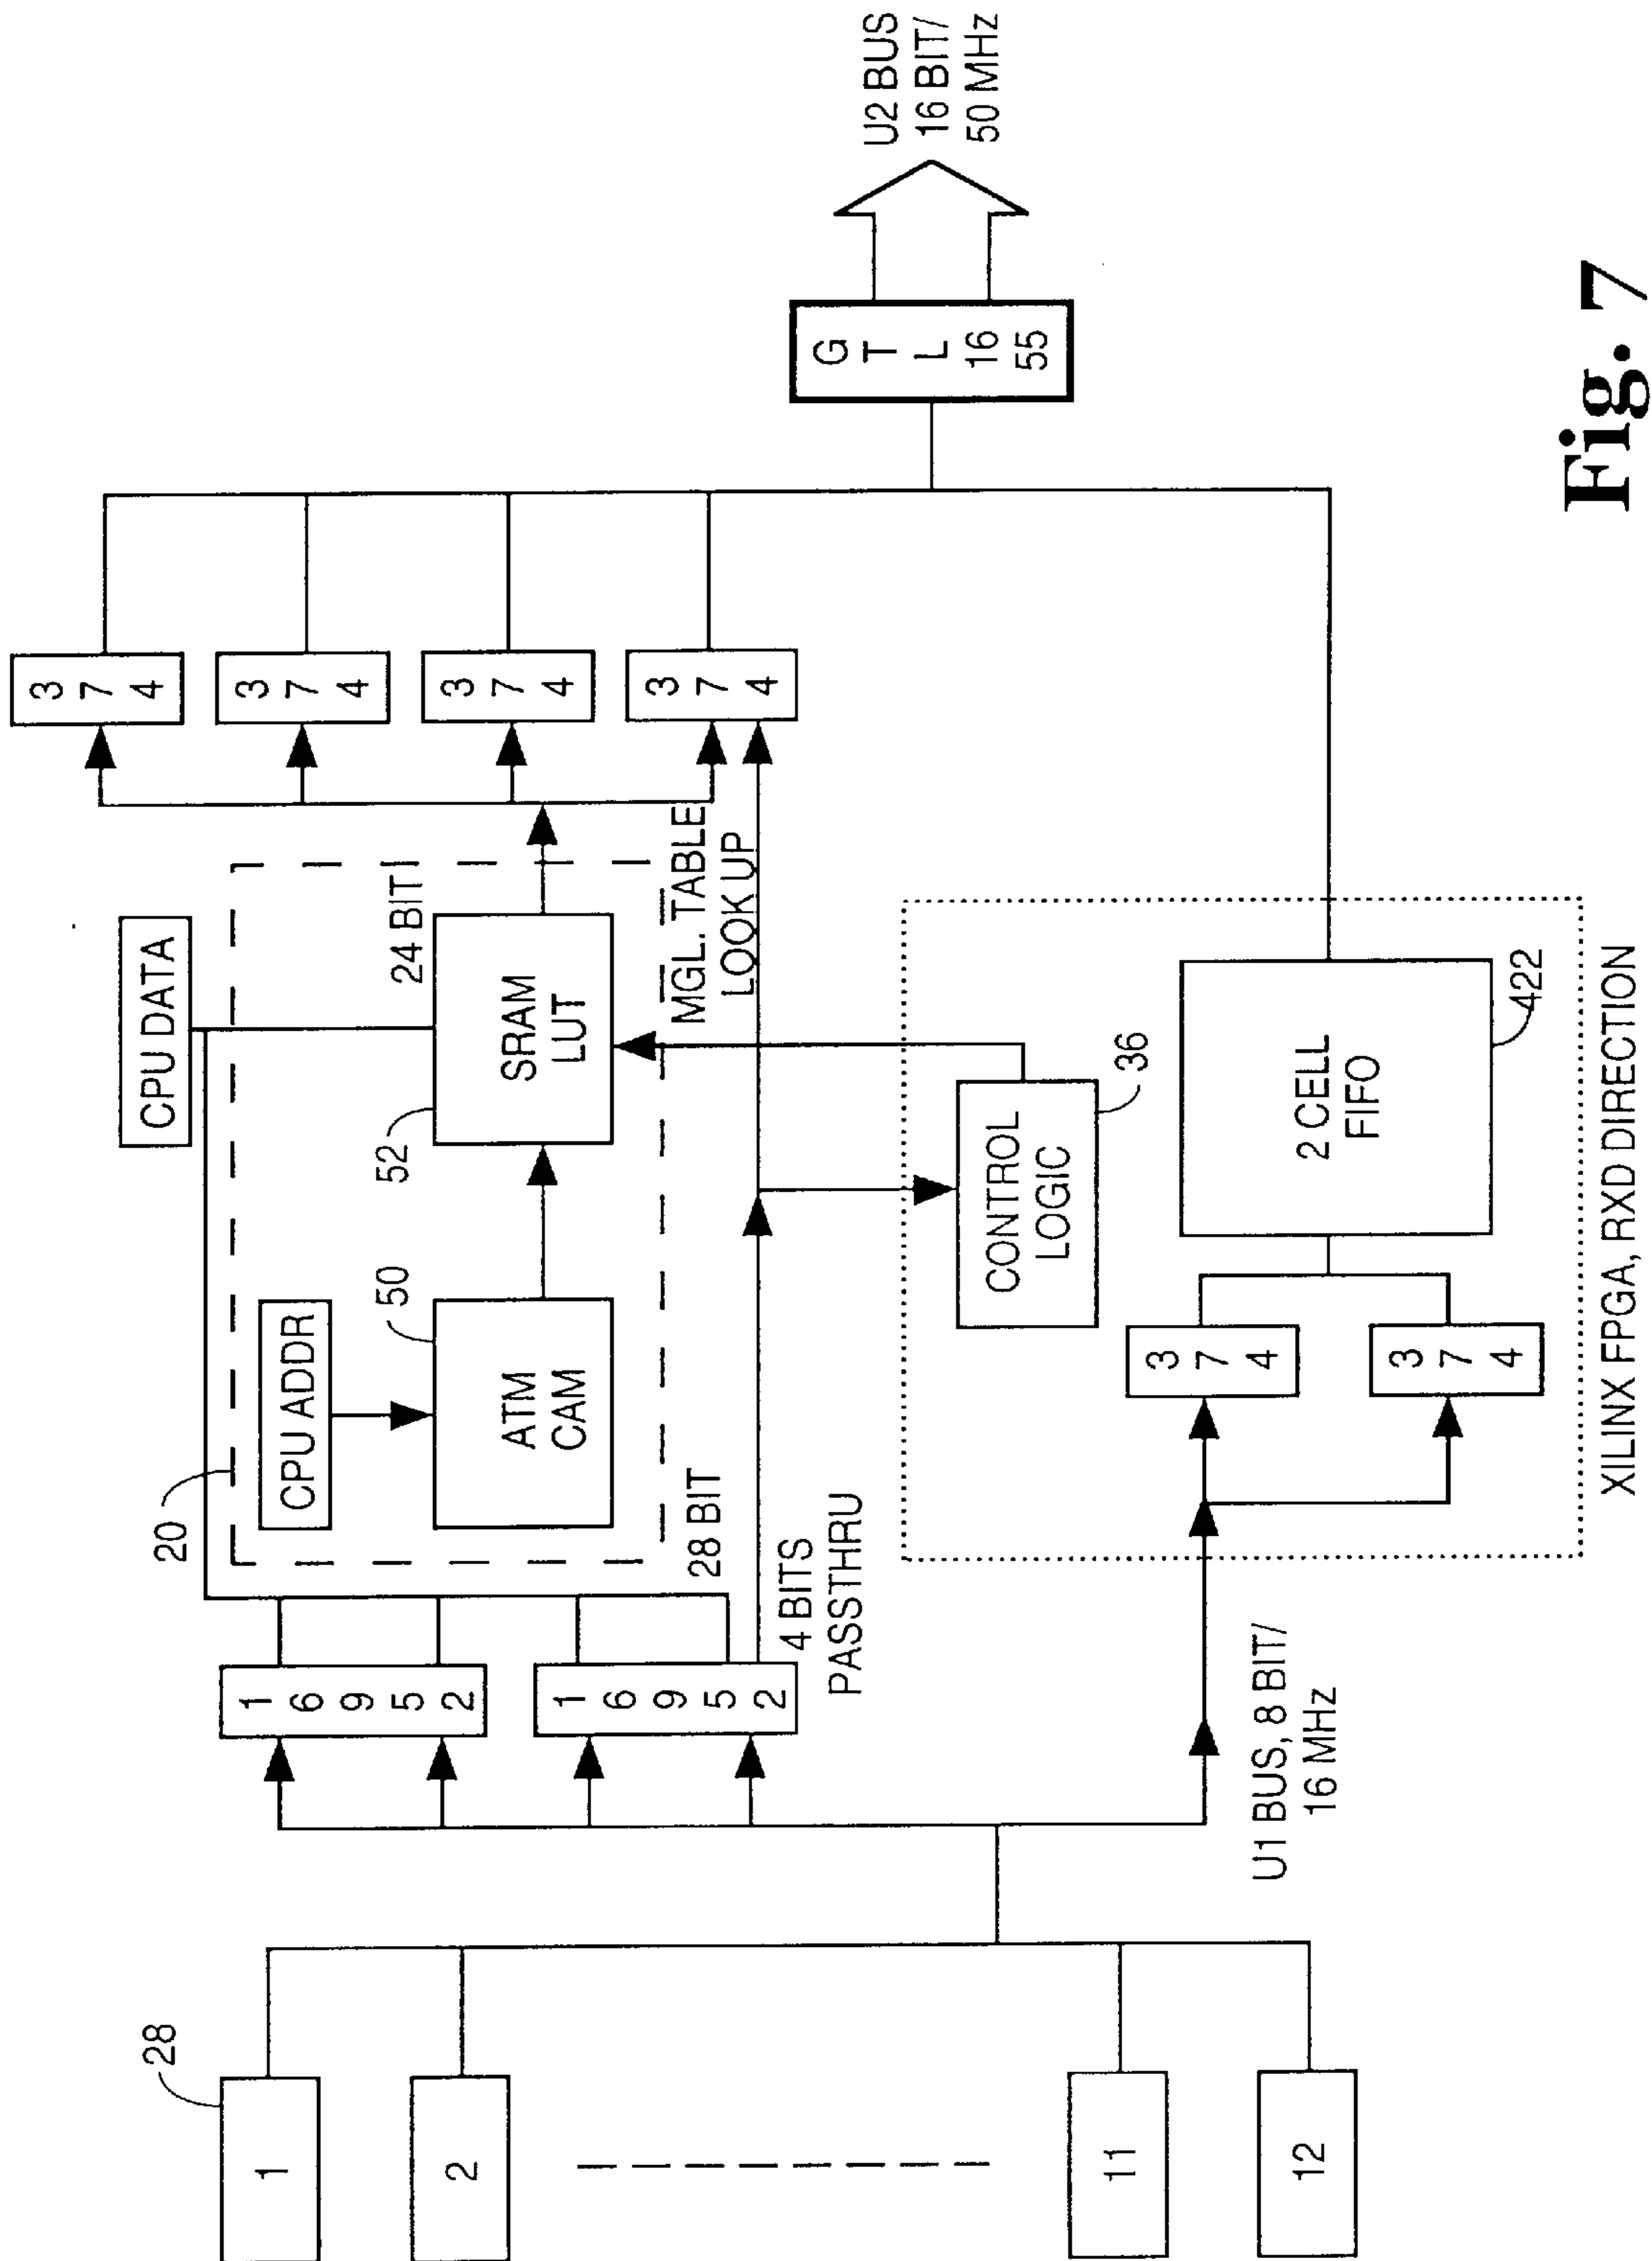 28
1
2
11
12
U1 BUS, 8 BIT/
16 MHz
1
6
9
5
2
1
6
9
5
2
28 BIT
4 BITS
PASSTHRU
20
CPU ADDR
50
ATM
CAM
CPU DATA
52
SRAM
LUT
24 BIT
MGL. TABLE
LOOK UP
CONTROL
LOGIC
36
3
7
4
3
7
4
2 CELL
FIFO
422
XILINX FPGA, RXD DIRECTION
3
7
4
3
7
4
3
7
4
3
7
4
G
T
L
16
55
U2 BUS
16 BIT/
50 MHz
Fig. 7